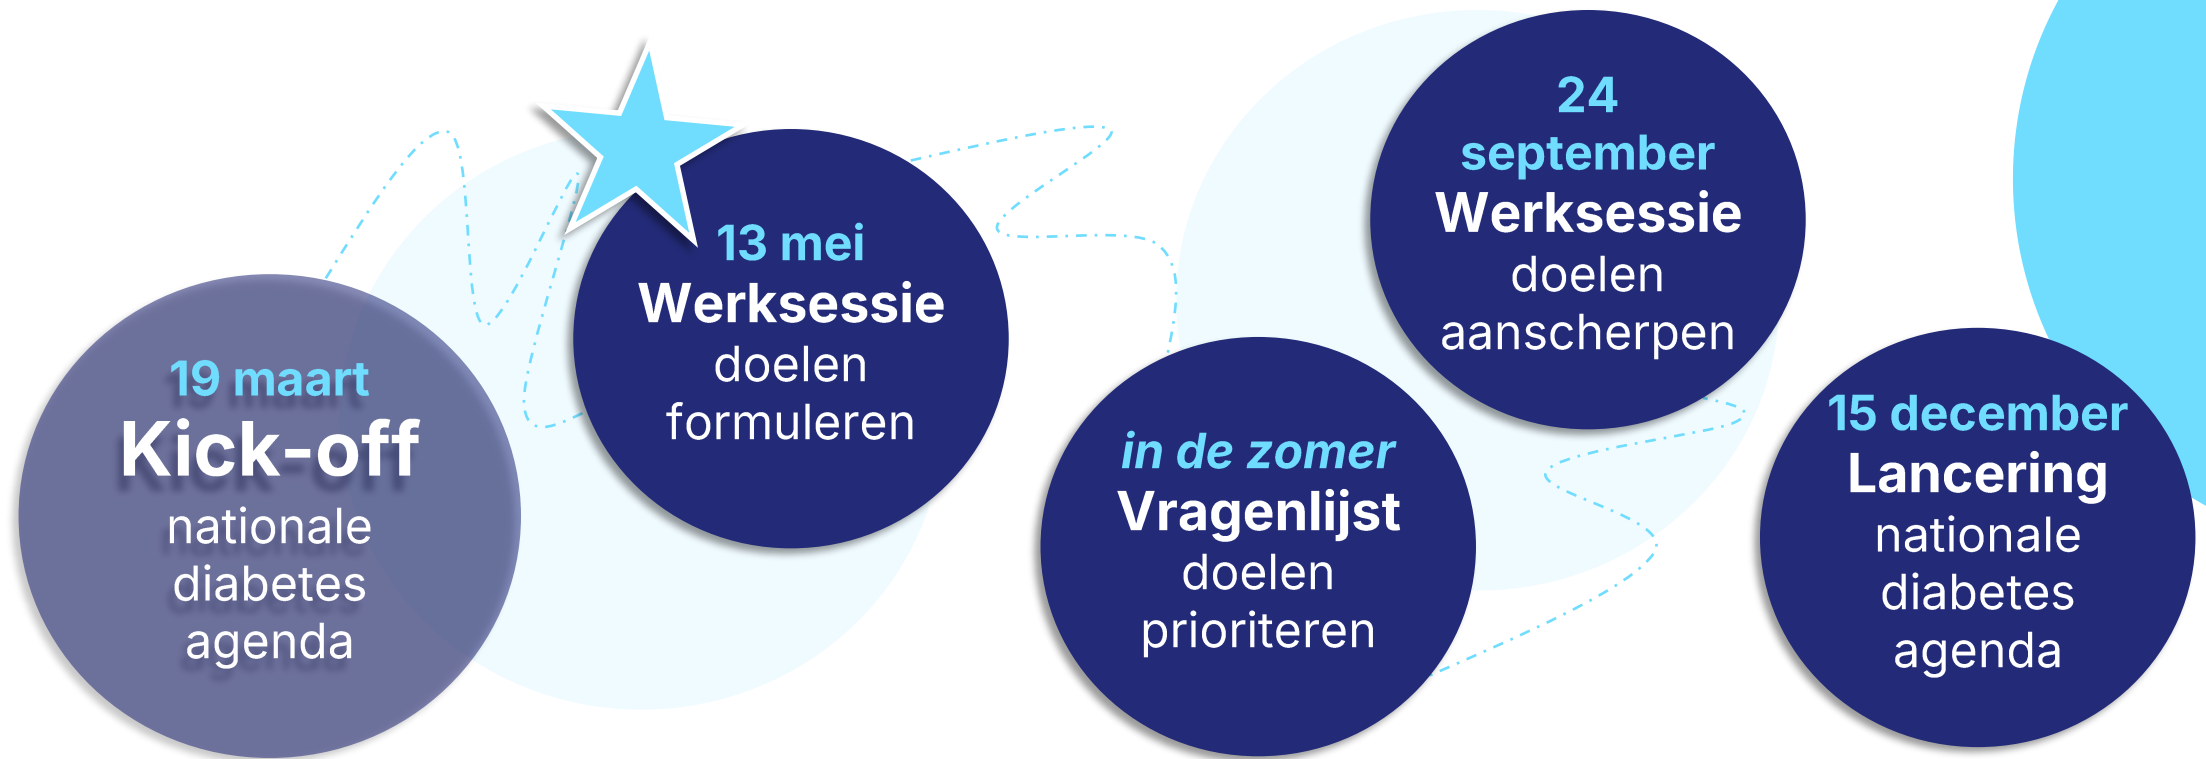 19 maart
Kick-off
nationale
diabetes
agenda
13 mei
Werksessie
doelen
formuleren
in de zomer
Vragenlijst
doelen
prioriteren
24
september
Werksessie
doelen
aanscherpen
15 december
Lancering
nationale
diabetes
agenda